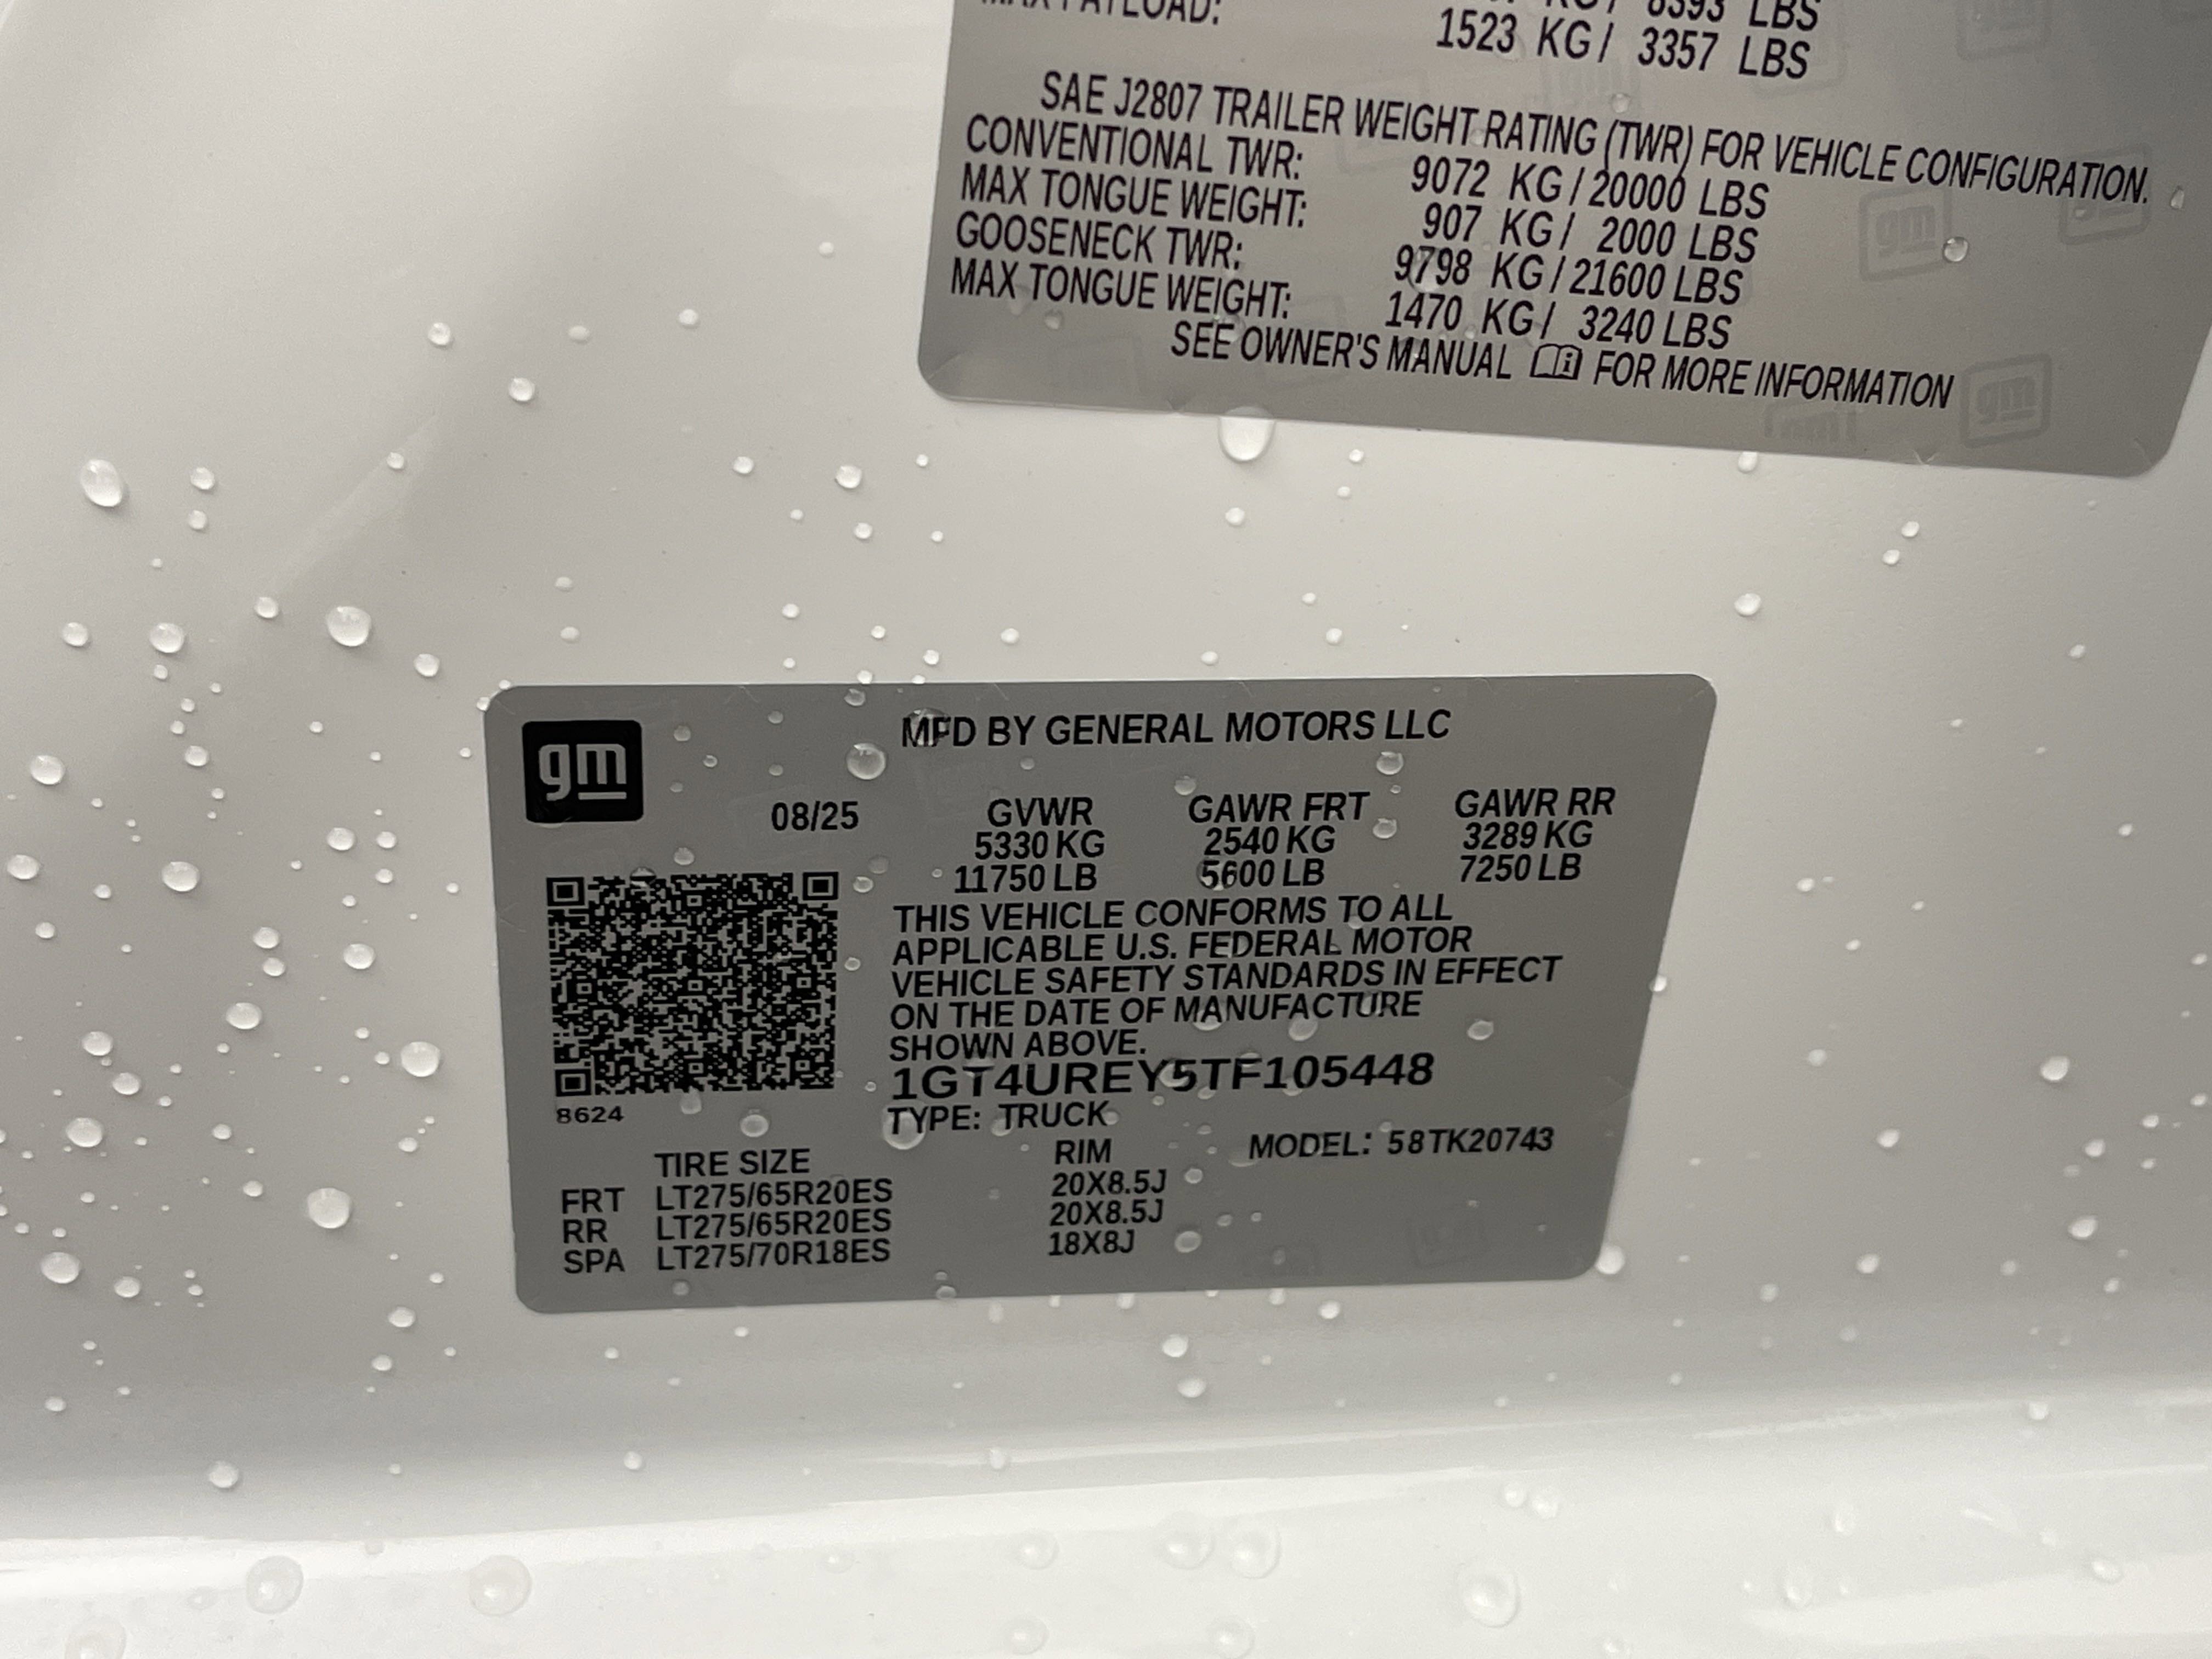 MAX PAYLOAD: 1523 KG / 3357 LBS
KG / 8393 LBS
SAE J2807 TRAILER WEIGHT RATING (TWR) FOR VEHICLE CONFIGURATION.
CONVENTIONAL TWR: 9072 KG / 20000 LBS
MAX TONGUE WEIGHT: 907 KG / 2000 LBS
GOOSENECK TWR: 9798 KG / 21600 LBS
MAX TONGUE WEIGHT: 1470 KG / 3240 LBS
SEE OWNER'S MANUAL FOR MORE INFORMATION
gm
MFD BY GENERAL MOTORS LLC
08/25 GVWR GAWR FRT GAWR RR
5330 KG 2540 KG 3289 KG
11750 LB 5600 LB 7250 LB
THIS VEHICLE CONFORMS TO ALL
APPLICABLE U.S. FEDERAL MOTOR
VEHICLE SAFETY STANDARDS IN EFFECT
ON THE DATE OF MANUFACTURE
SHOWN ABOVE.
1GT4UREY5TF105448
8624
TYPE: TRUCK
MODEL: 58TK20743
TIRE SIZE RIM
FRT LT275/65R20ES 20X8.5J
RR LT275/65R20ES 20X8.5J
SPA LT275/70R18ES 18X8J